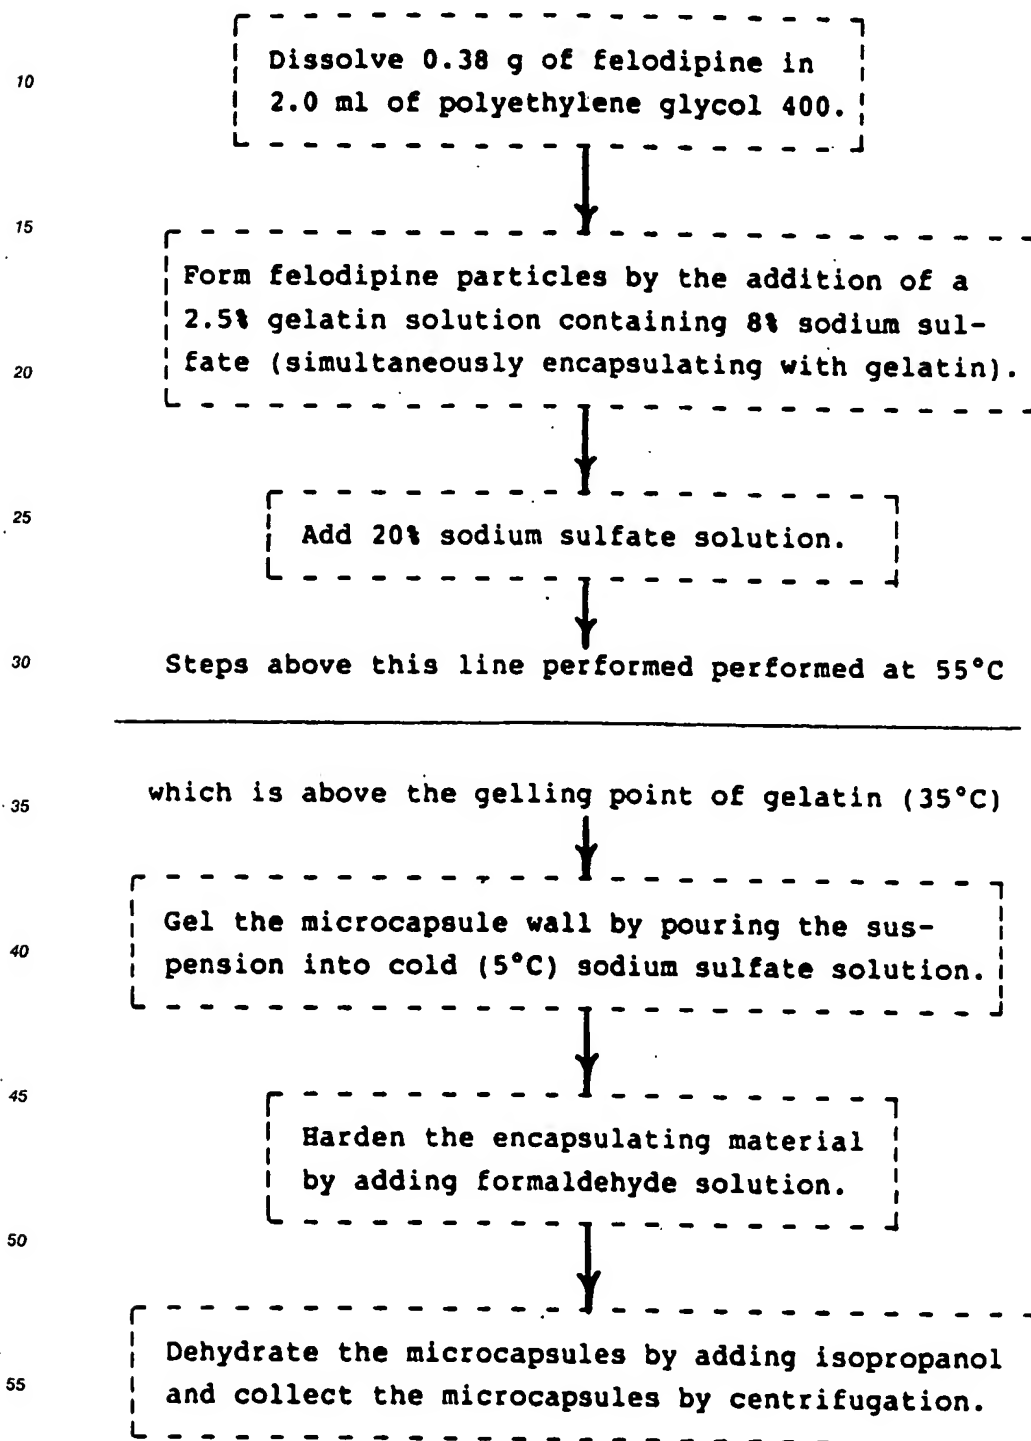 10
Dissolve 0.38 g of felodipine in
2.0 ml of polyethylene glycol 400.
15
Form felodipine particles by the addition of a
2.5% gelatin solution containing 8% sodium sul-
20
fate (simultaneously encapsulating with gelatin).
25
Add 20% sodium sulfate solution.
30
Steps above this line performed performed at 55°C
35
which is above the gelling point of gelatin (35°C)
Gel the microcapsule wall by pouring the sus-
40
pension into cold (5°C) sodium sulfate solution.
45
Harden the encapsulating material
by adding formaldehyde solution.
50
Dehydrate the microcapsules by adding isopropanol
55
and collect the microcapsules by centrifugation.